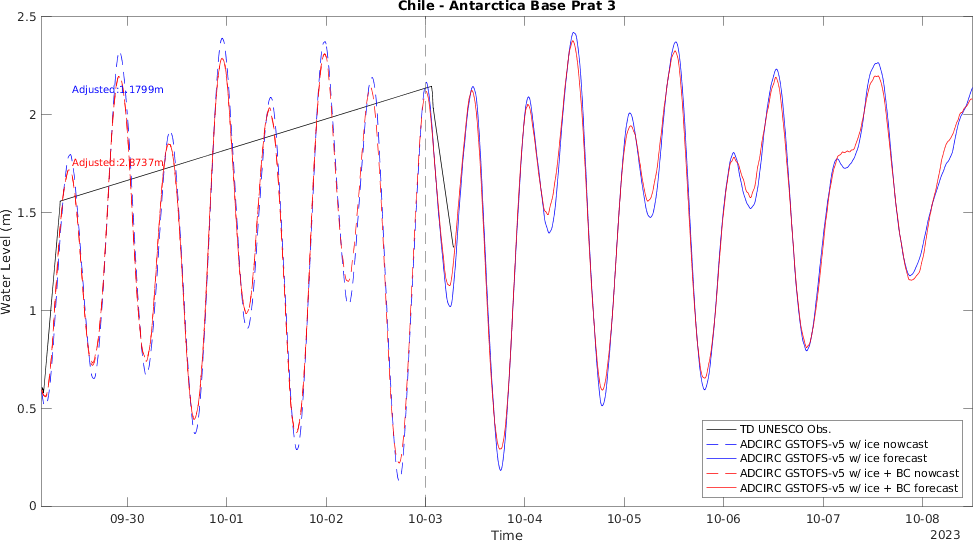 Chile - Antarctica Base Prat 3
2.5
2
1.5
1
0.5
0
Water Level (m)
Adjusted:1.1799m
Adjusted:2.8737m
TD UNESCO Obs.
ADCIRC GSTOFS-v5 w/ ice nowcast
ADCIRC GSTOFS-v5 w/ ice forecast
ADCIRC GSTOFS-v5 w/ ice + BC nowcast
ADCIRC GSTOFS-v5 w/ ice + BC forecast
09-30 10-01 10-02 10-03 10-04 10-05 10-06 10-07 10-08
Time
2023